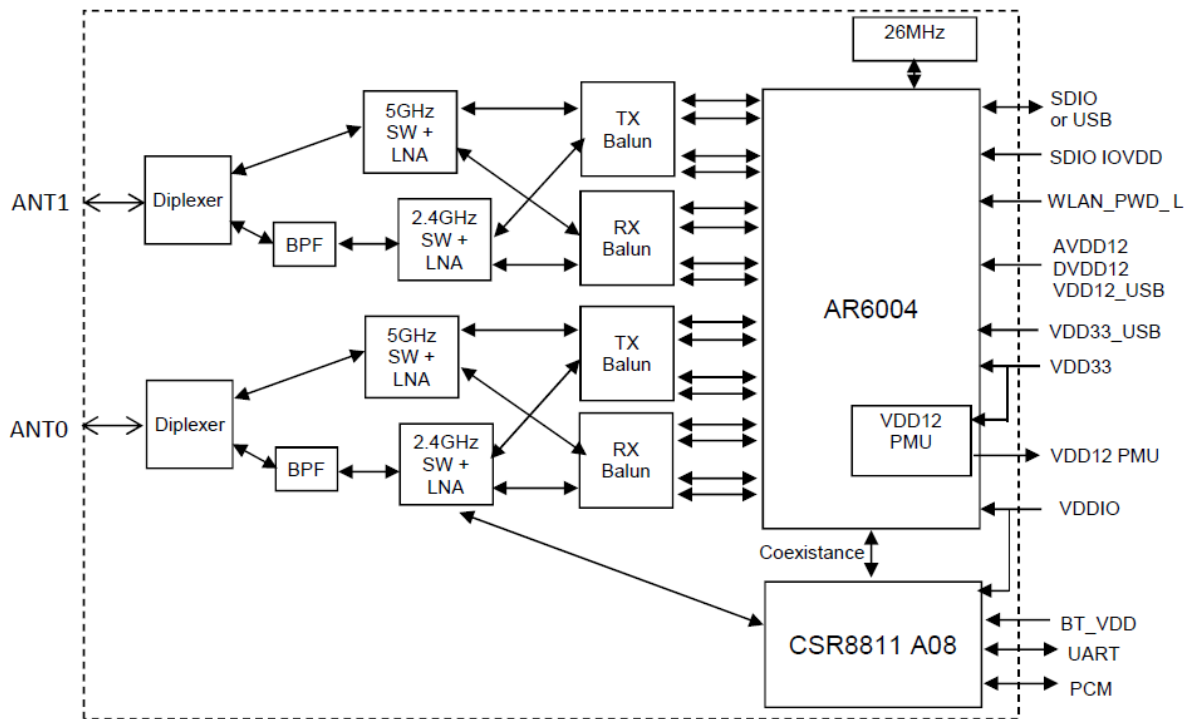 26MHz
5GHz
SW +
LNA
TX
Balun
SDIO
or USB
SDIO IOVDD
ANT1
Diplexer
BPF
2.4GHz
SW +
LNA
RX
Balun
WLAN_PWD_L
AVDD12
DVDD12
VDD12_USB
AR6004
5GHz
SW +
LNA
TX
Balun
VDD33_USB
VDD33
ANT0
Diplexer
BPF
2.4GHz
SW +
LNA
RX
Balun
VDD12
PMU
VDD12 PMU
VDDIO
Coexistance
CSR8811 A08
BT_VDD
UART
PCM